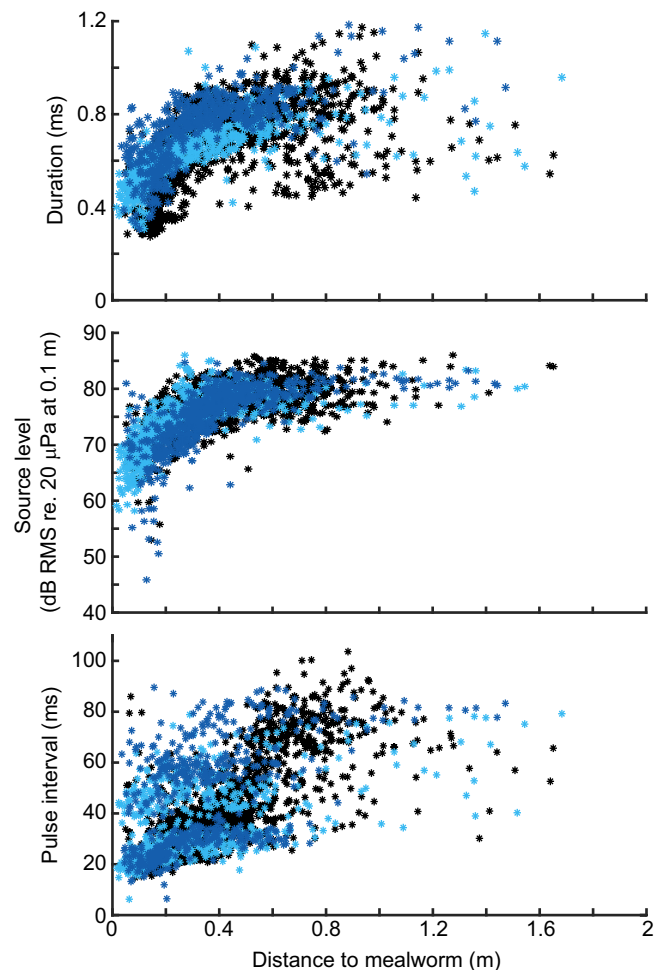 1.2
0.8
0.4
0
Duration (ms)
90
80
70
60
50
40
Source level
(dB RMS re. 20 μPa at 0.1 m)
100
80
60
40
20
0
Pulse interval (ms)
0 0.4 0.8 1.2 1.6 2
Distance to mealworm (m)